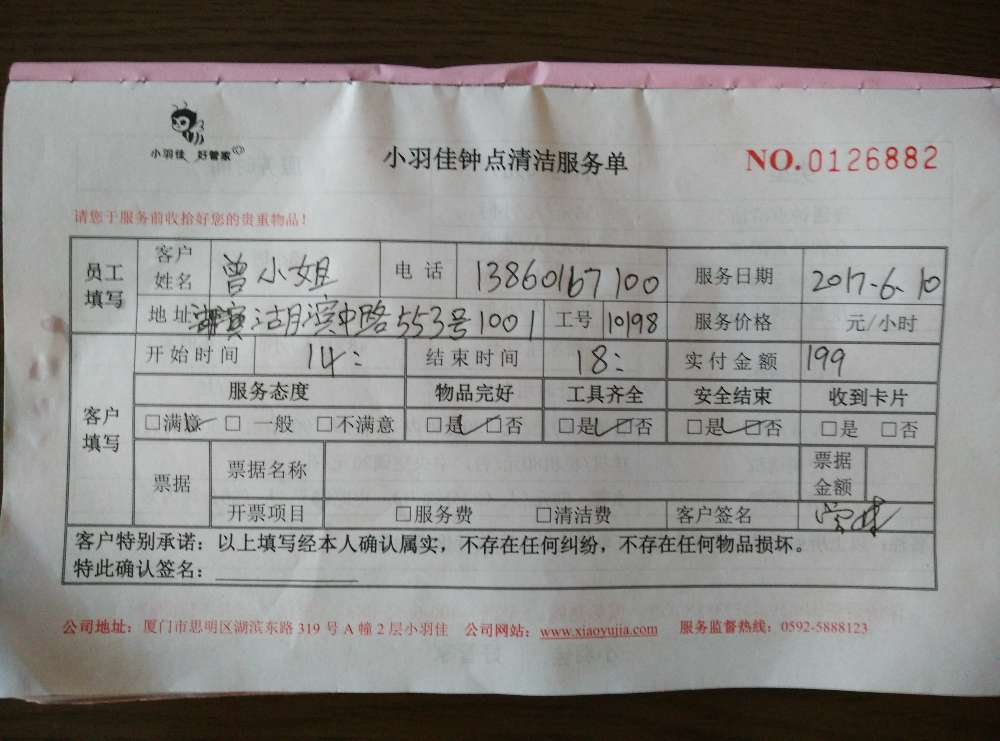 小羽佳 好管家
小羽佳钟点清洁服务单
NO.0126882
请您于服务前收拾好您的贵重物品！
员工填写 客户姓名 曾小姐 电话 13860167100 服务日期 2017-6-10
地址 湖滨中路553号1001 工号 10198 服务价格 元/小时
客户填写 开始时间 14: 结束时间 18: 实付金额 199
服务态度 物品完好 工具齐全 安全结束 收到卡片
□满意 □一般 □不满意 □是 □否 □是 □否 □是 □否 □是 □否
票据 票据名称 票据金额
开票项目 □服务费 □清洁费 客户签名
客户特别承诺：以上填写经本人确认属实，不存在任何纠纷，不存在任何物品损坏。
特此确认签名：
公司地址：厦门市思明区湖滨东路 319 号 A 幢 2 层小羽佳 公司网站：www.xiaoyujia.com 服务监督热线：0592-5888123